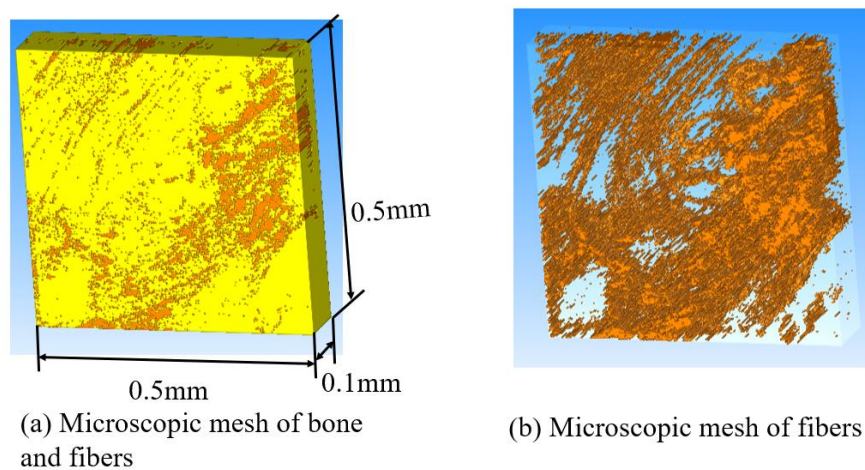 0.5mm
0.5mm
0.1mm
(a) Microscopic mesh of bone
and fibers
(b) Microscopic mesh of fibers